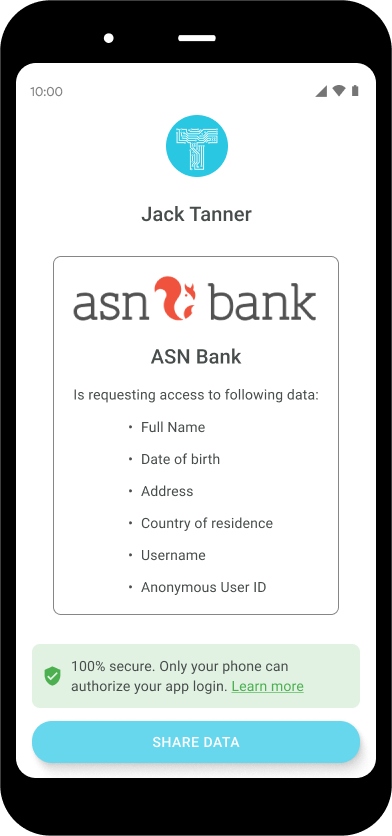 10:00
T
Jack Tanner
asn bank
ASN Bank
Is requesting access to following data:
• Full Name
• Date of birth
• Address
• Country of residence
• Username
• Anonymous User ID
100% secure. Only your phone can
authorize your app login. Learn more
SHARE DATA